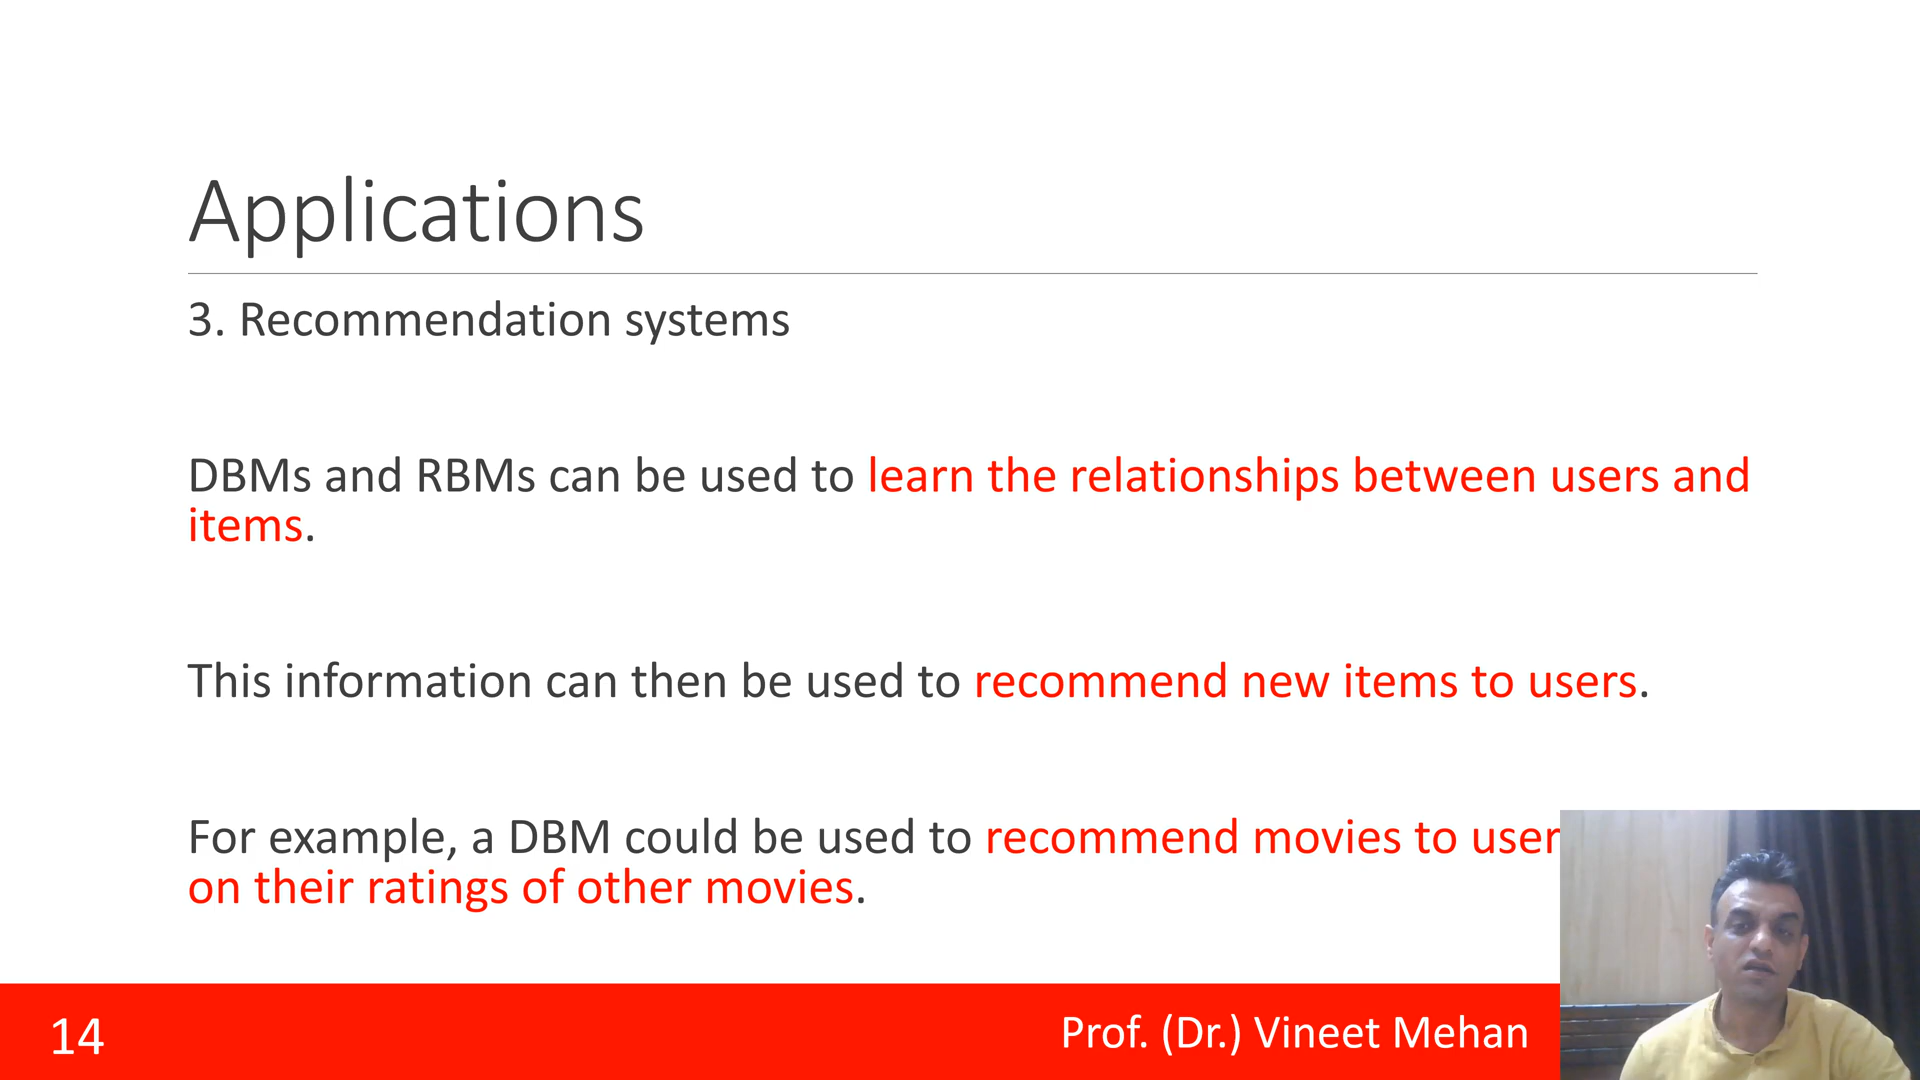 Applications
3. Recommendation systems
DBMs and RBMs can be used to learn the relationships between users and
items.
This information can then be used to recommend new items to users.
For example, a DBM could be used to recommend movies to user
on their ratings of other movies.
14
Prof. (Dr.) Vineet Mehan